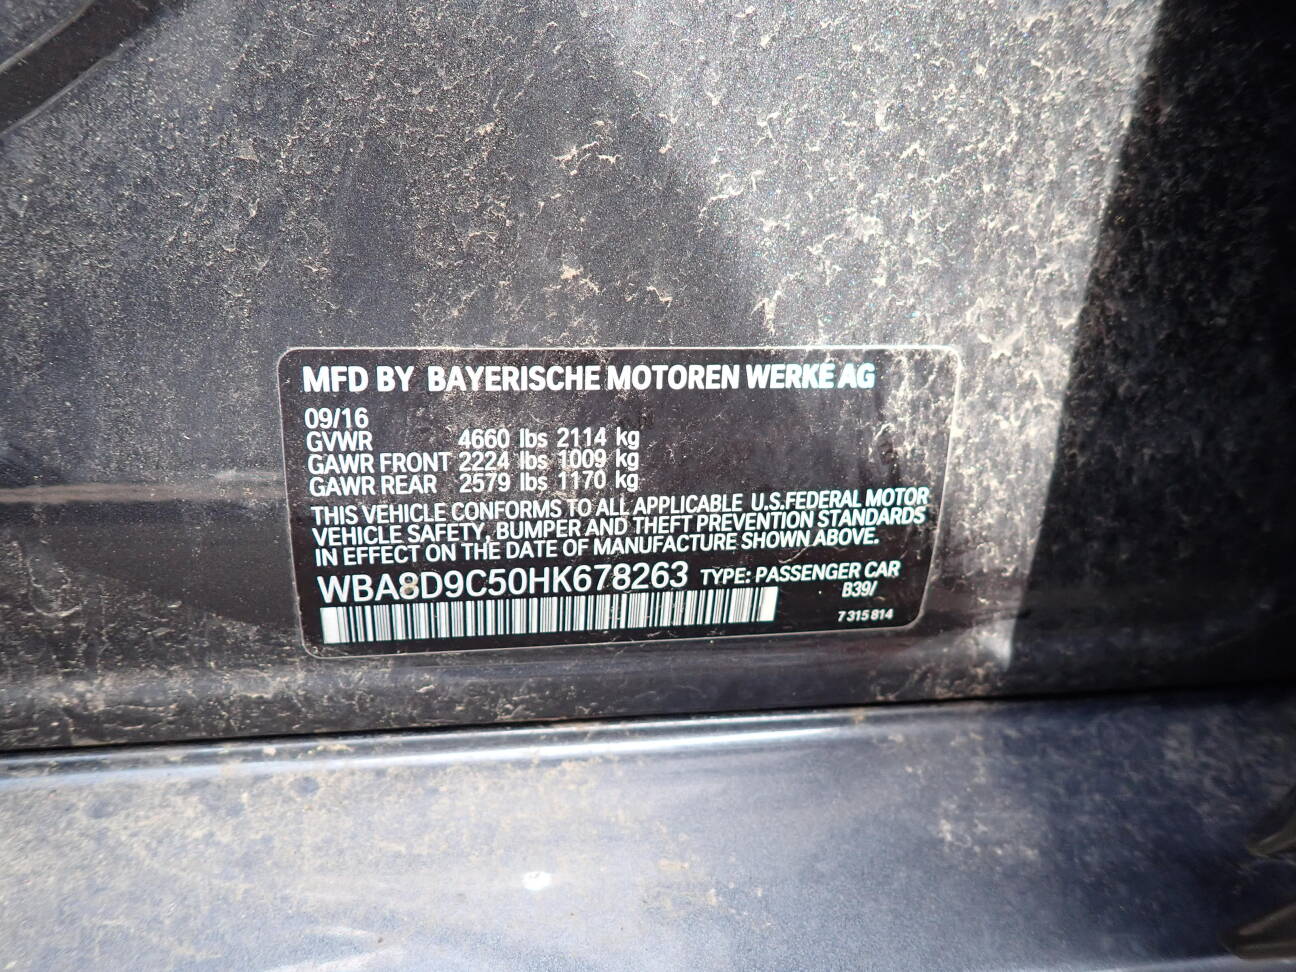 MFD BY BAYERISCHE MOTOREN WERKE AG
09/16
GVWR 4660 lbs 2114 kg
GAWR FRONT 2224 lbs 1009 kg
GAWR REAR 2579 lbs 1170 kg
THIS VEHICLE CONFORMS TO ALL APPLICABLE U.S.FEDERAL MOTOR
VEHICLE SAFETY, BUMPER AND THEFT PREVENTION STANDARDS
IN EFFECT ON THE DATE OF MANUFACTURE SHOWN ABOVE.
WBA8D9C50HK678263 TYPE: PASSENGER CAR
B39/
7 315 814